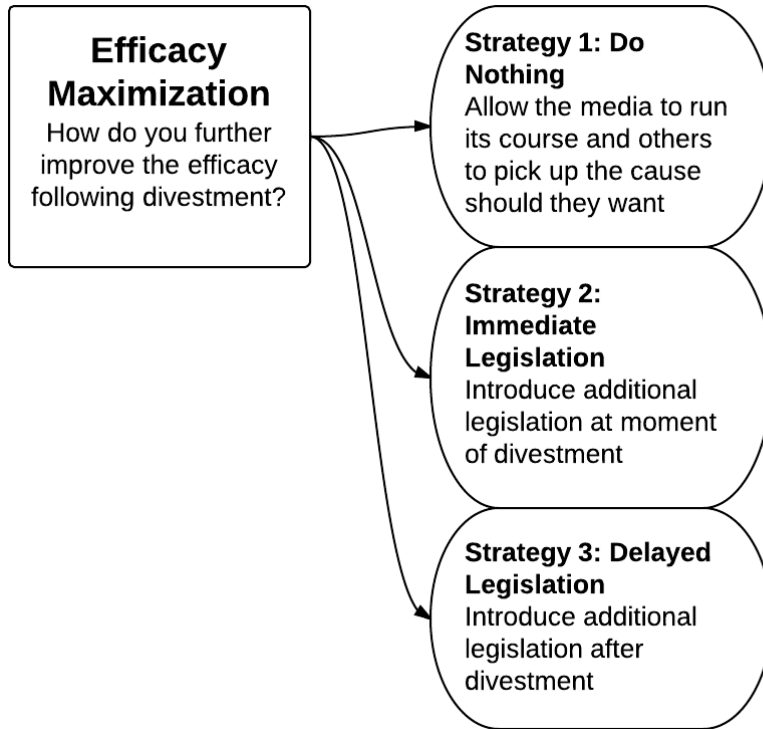 Efficacy
Maximization
How do you further
improve the efficacy
following divestment?
Strategy 1: Do
Nothing
Allow the media to run
its course and others
to pick up the cause
should they want
Strategy 2:
Immediate
Legislation
Introduce additional
legislation at moment
of divestment
Strategy 3: Delayed
Legislation
Introduce additional
legislation after
divestment